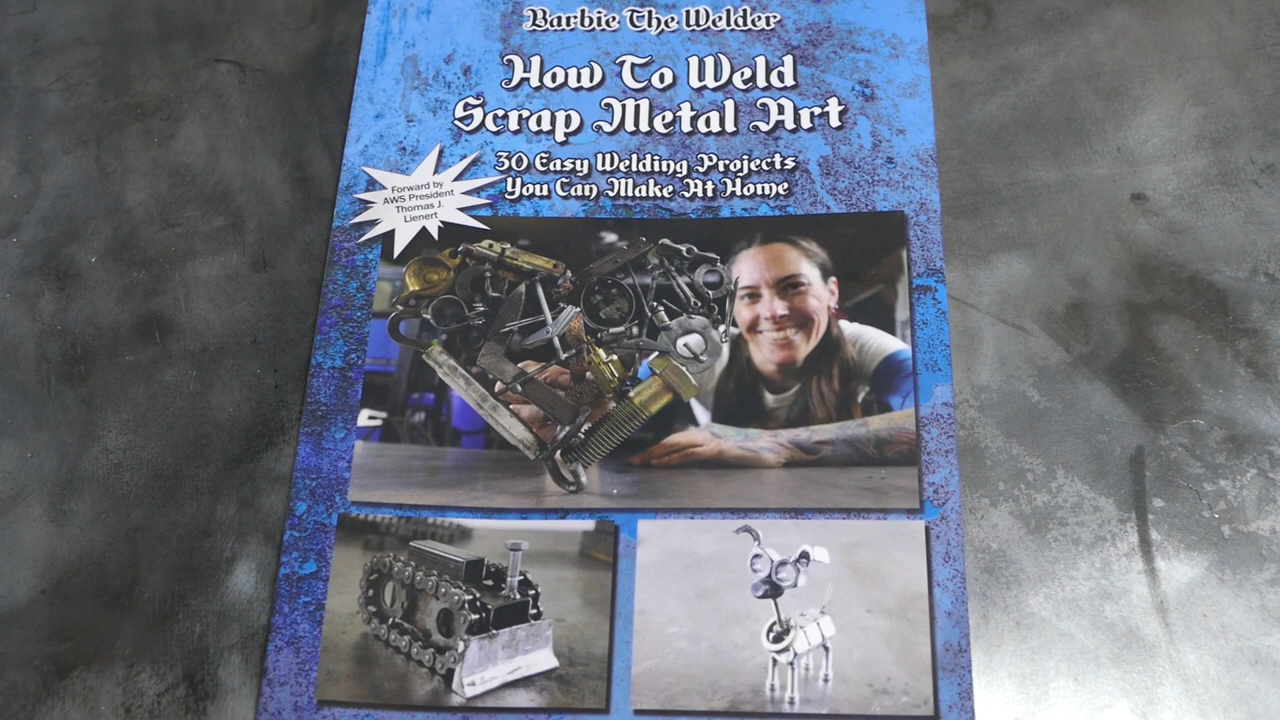 Barbie The Welder
How To Weld
Scrap Metal Art
30 Easy Welding Projects
You Can Make At Home
Forward by
AWS President
Thomas J.
Lienert